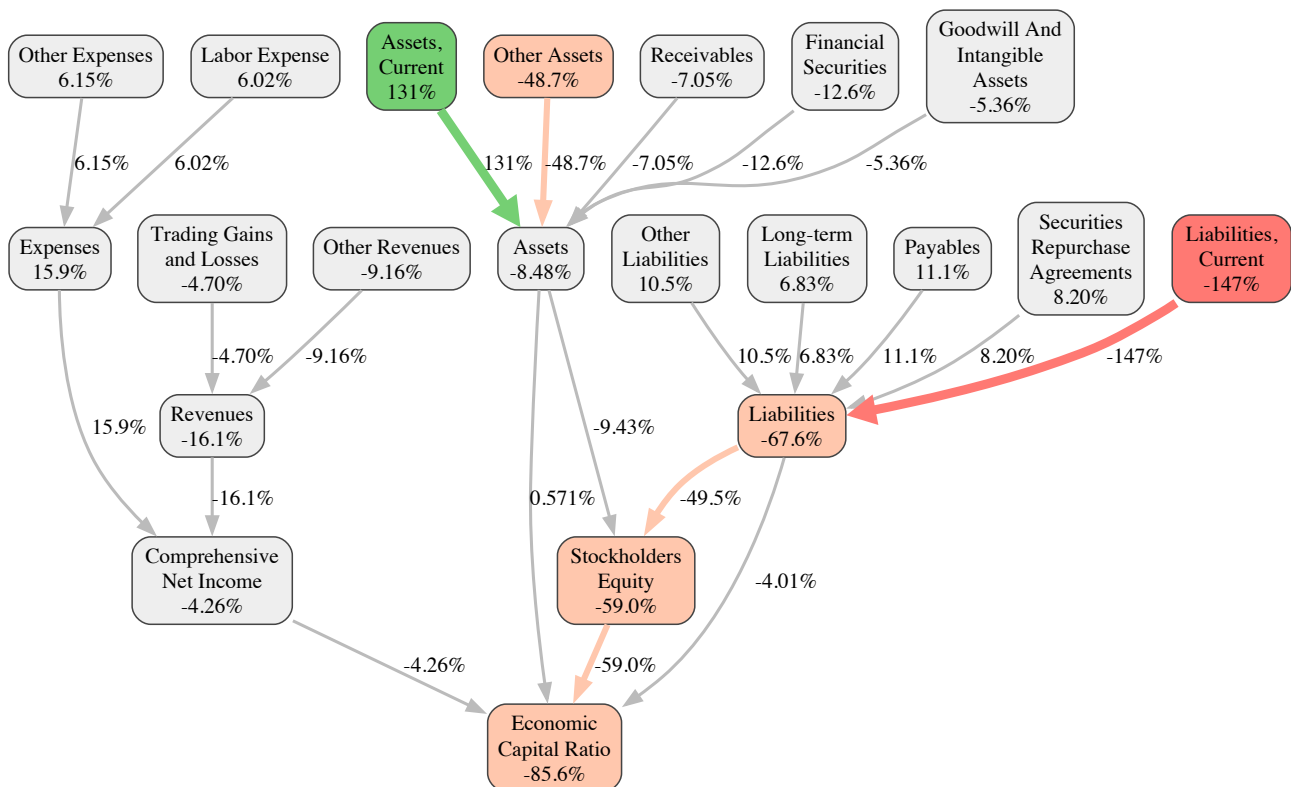 Other Expenses
6.15%
Labor Expense
6.02%
Assets,
Current
131%
Other Assets
-48.7%
Receivables
-7.05%
Financial
Securities
-12.6%
Goodwill And
Intangible
Assets
-5.36%
6.15%
6.02%
131%
-48.7%
-7.05%
-12.6%
-5.36%
Expenses
15.9%
Trading Gains
and Losses
-4.70%
Other Revenues
-9.16%
Assets
-8.48%
Other
Liabilities
10.5%
Long-term
Liabilities
6.83%
Payables
11.1%
Securities
Repurchase
Agreements
8.20%
Liabilities,
Current
-147%
-4.70%
-9.16%
10.5%
6.83%
11.1%
8.20%
-147%
15.9%
Revenues
-16.1%
-9.43%
Liabilities
-67.6%
-16.1%
0.571%
-49.5%
Comprehensive
Net Income
-4.26%
Stockholders
Equity
-59.0%
-4.01%
-4.26%
-59.0%
Economic
Capital Ratio
-85.6%